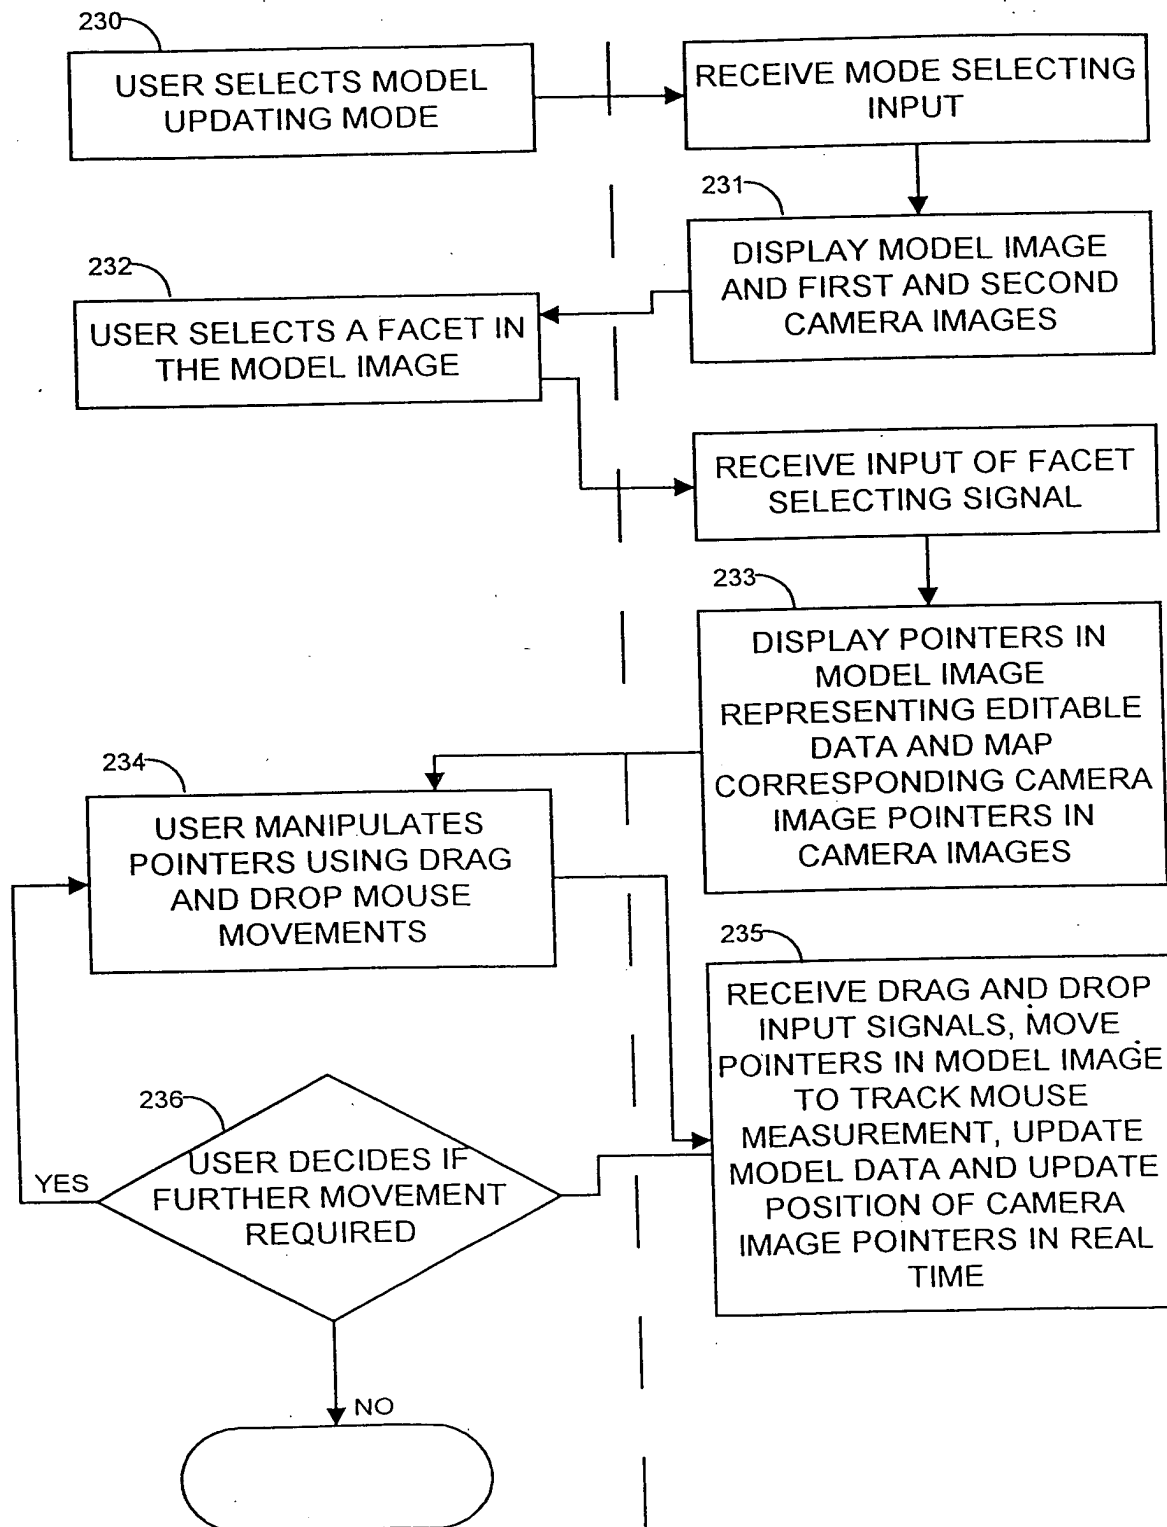 230
USER SELECTS MODEL
UPDATING MODE
RECEIVE MODE SELECTING
INPUT
231
DISPLAY MODEL IMAGE
AND FIRST AND SECOND
CAMERA IMAGES
232
USER SELECTS A FACET IN
THE MODEL IMAGE
RECEIVE INPUT OF FACET
SELECTING SIGNAL
233
DISPLAY POINTERS IN
MODEL IMAGE
REPRESENTING EDITABLE
DATA AND MAP
CORRESPONDING CAMERA
IMAGE POINTERS IN
CAMERA IMAGES
234
USER MANIPULATES
POINTERS USING DRAG
AND DROP MOUSE
MOVEMENTS
235
RECEIVE DRAG AND DROP
INPUT SIGNALS, MOVE
POINTERS IN MODEL IMAGE
TO TRACK MOUSE
MEASUREMENT, UPDATE
MODEL DATA AND UPDATE
POSITION OF CAMERA
IMAGE POINTERS IN REAL
TIME
236
USER DECIDES IF
FURTHER MOVEMENT
REQUIRED
YES
NO